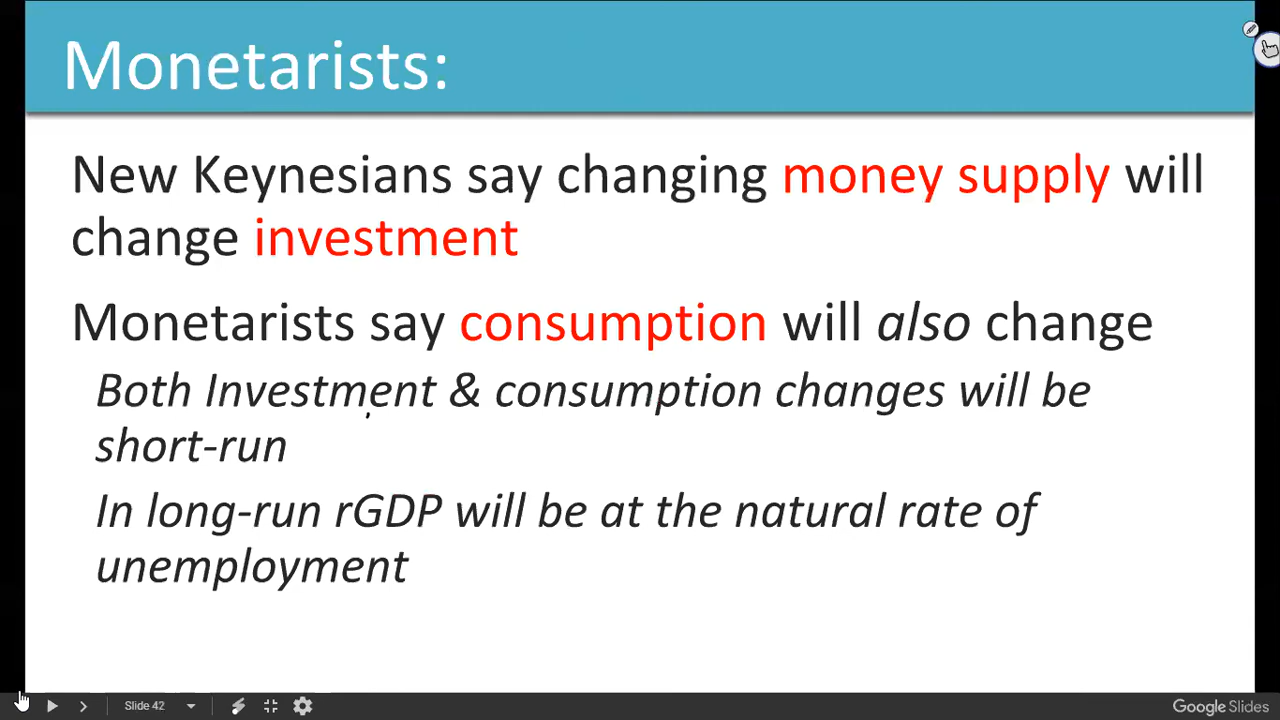 Monetarists:
New Keynesians say changing money supply will
change investment
Monetarists say consumption will also change
Both Investment & consumption changes will be
short-run
In long-run rGDP will be at the natural rate of
unemployment
Slide 42
Google Slides